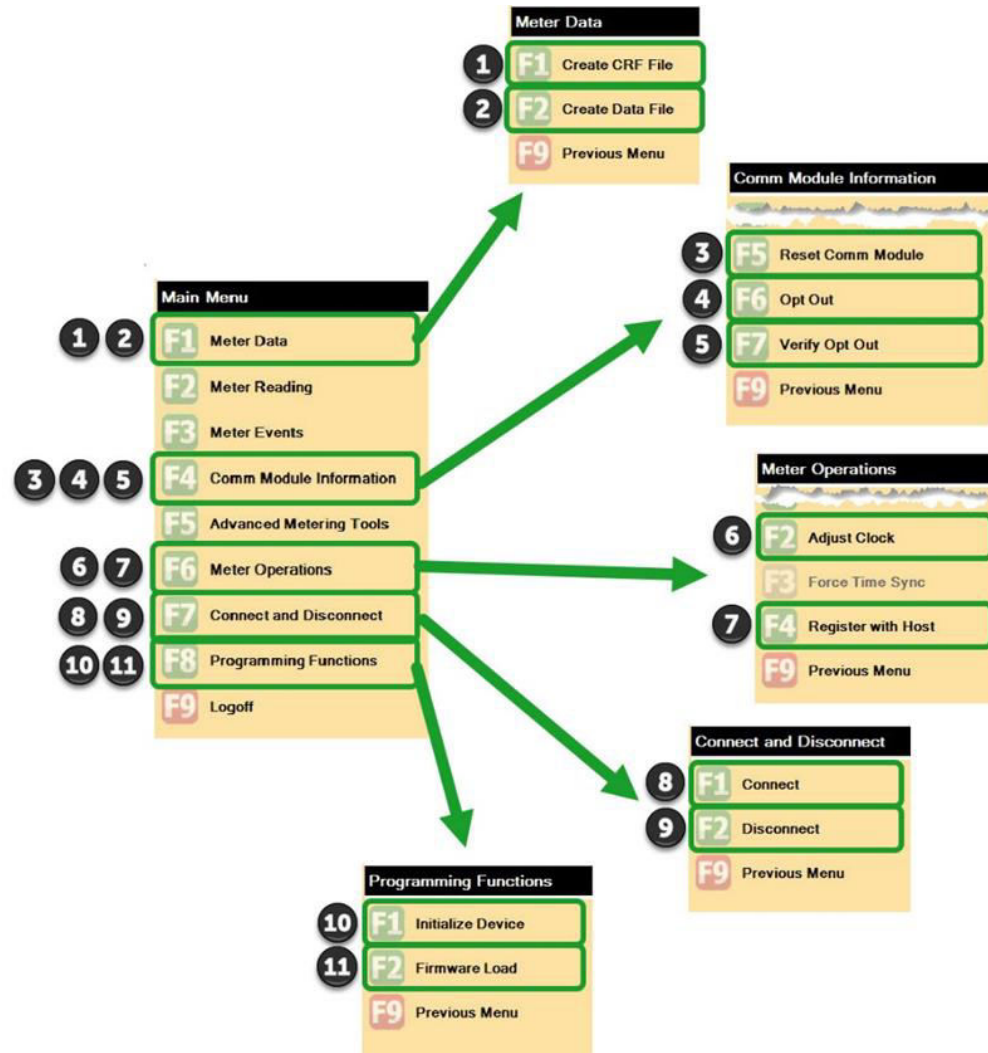 Meter Data
1 F1 Create CRF File
2 F2 Create Data File
F9 Previous Menu
Comm Module Information
3 F5 Reset Comm Module
4 F6 Opt Out
5 F7 Verify Opt Out
F9 Previous Menu
Main Menu
1 2 F1 Meter Data
F2 Meter Reading
F3 Meter Events
3 4 5 F4 Comm Module Information
F5 Advanced Metering Tools
6 7 F6 Meter Operations
8 9 F7 Connect and Disconnect
10 11 F8 Programming Functions
F9 Logoff
Meter Operations
6 F2 Adjust Clock
F3 Force Time Sync
7 F4 Register with Host
F9 Previous Menu
Connect and Disconnect
8 F1 Connect
9 F2 Disconnect
F9 Previous Menu
Programming Functions
10 F1 Initialize Device
11 F2 Firmware Load
F9 Previous Menu